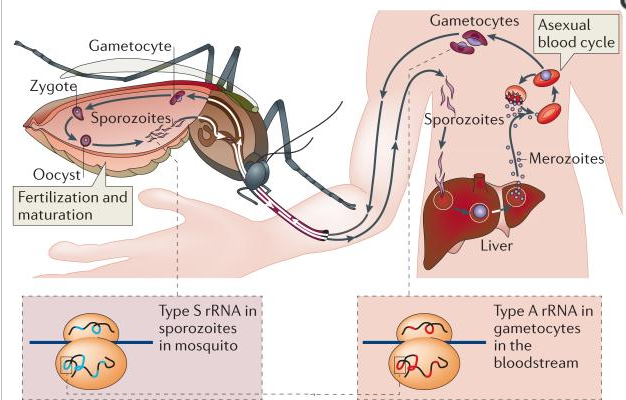 Gametocytes
Asexual
blood cycle
Gametocyte
Zygote
Sporozoites
Sporozoites
Merozoites
Oocyst
Fertilization and
maturation
Liver
Type S rRNA in
sporozoites
in mosquito
Type A rRNA in
gametocytes
in the
bloodstream